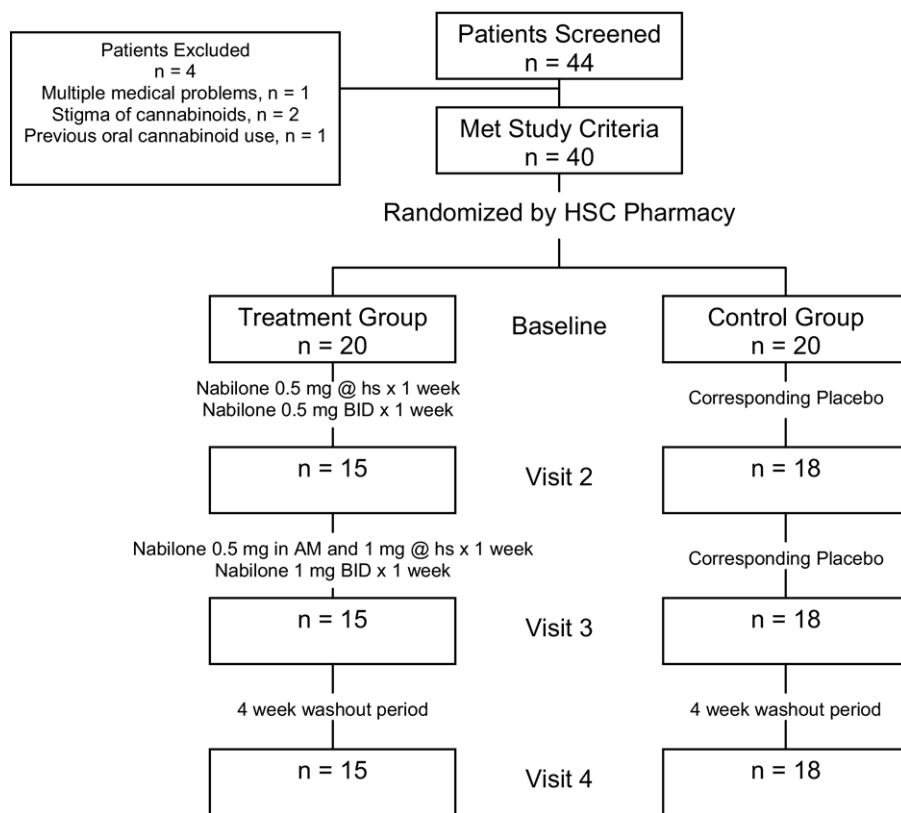 Patients Excluded
n = 4
Multiple medical problems, n = 1
Stigma of cannabinoids, n = 2
Previous oral cannabinoid use, n = 1
Patients Screened
n = 44
Met Study Criteria
n = 40
Randomized by HSC Pharmacy
Treatment Group
n = 20
Baseline
Control Group
n = 20
Nabilone 0.5 mg @ hs x 1 week
Nabilone 0.5 mg BID x 1 week
Corresponding Placebo
n = 15
Visit 2
n = 18
Nabilone 0.5 mg in AM and 1 mg @ hs x 1 week
Nabilone 1 mg BID x 1 week
Corresponding Placebo
n = 15
Visit 3
n = 18
4 week washout period
4 week washout period
n = 15
Visit 4
n = 18